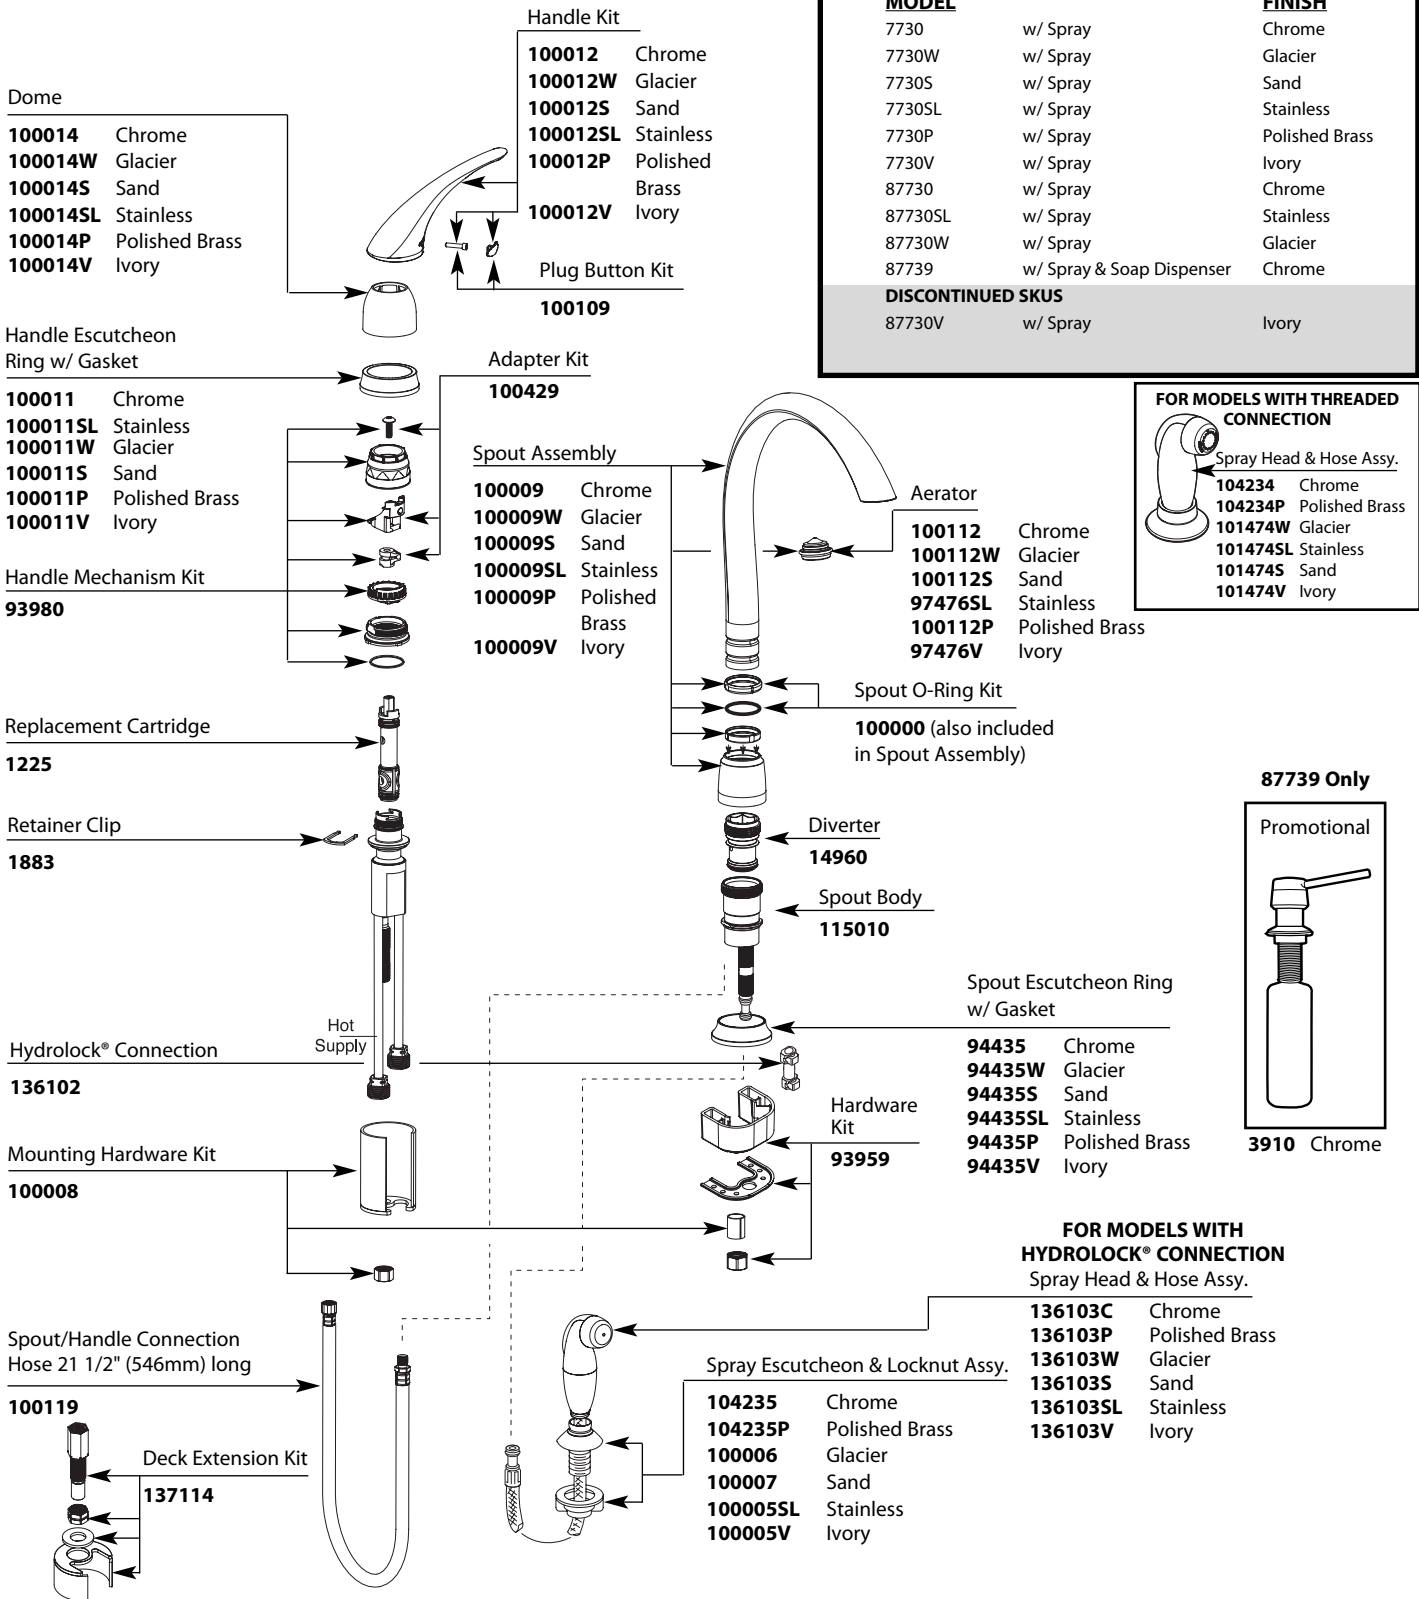 Handle Kit
100012 Chrome
100012W Glacier
100012S Sand
100012SL Stainless
100012P Polished
Brass
100012V Ivory
Plug Button Kit
100109
MODEL FINISH
7730 w/ Spray Chrome
7730W w/ Spray Glacier
7730S w/ Spray Sand
7730SL w/ Spray Stainless
7730P w/ Spray Polished Brass
7730V w/ Spray Ivory
87730 w/ Spray Chrome
87730SL w/ Spray Stainless
87730W w/ Spray Glacier
87739 w/ Spray & Soap Dispenser Chrome
DISCONTINUED SKUS
87730V w/ Spray Ivory
Dome
100014 Chrome
100014W Glacier
100014S Sand
100014SL Stainless
100014P Polished Brass
100014V Ivory
Handle Escutcheon
Ring w/ Gasket
100011 Chrome
100011SL Stainless
100011W Glacier
100011S Sand
100011P Polished Brass
100011V Ivory
Adapter Kit
100429
Handle Mechanism Kit
93980
Spout Assembly
100009 Chrome
100009W Glacier
100009S Sand
100009SL Stainless
100009P Polished
Brass
100009V Ivory
Aerator
100112 Chrome
100112W Glacier
100112S Sand
97476SL Stainless
100112P Polished Brass
97476V Ivory
FOR MODELS WITH THREADED
CONNECTION
Spray Head & Hose Assy.
104234 Chrome
104234P Polished Brass
101474W Glacier
101474SL Stainless
101474S Sand
101474V Ivory
Spout O-Ring Kit
100000 (also included
in Spout Assembly)
Replacement Cartridge
1225
Retainer Clip
1883
Diverter
14960
Spout Body
115010
87739 Only
Promotional
3910 Chrome
Hot
Supply
Hydrolock® Connection
136102
Spout Escutcheon Ring
w/ Gasket
94435 Chrome
94435W Glacier
94435S Sand
94435SL Stainless
94435P Polished Brass
94435V Ivory
Hardware
Kit
93959
Mounting Hardware Kit
100008
FOR MODELS WITH
HYDROLOCK® CONNECTION
Spray Head & Hose Assy.
136103C Chrome
136103P Polished Brass
136103W Glacier
136103S Sand
136103SL Stainless
136103V Ivory
Spout/Handle Connection
Hose 21 1/2" (546mm) long
100119
Spray Escutcheon & Locknut Assy.
104235 Chrome
104235P Polished Brass
100006 Glacier
100007 Sand
100005SL Stainless
100005V Ivory
Deck Extension Kit
137114